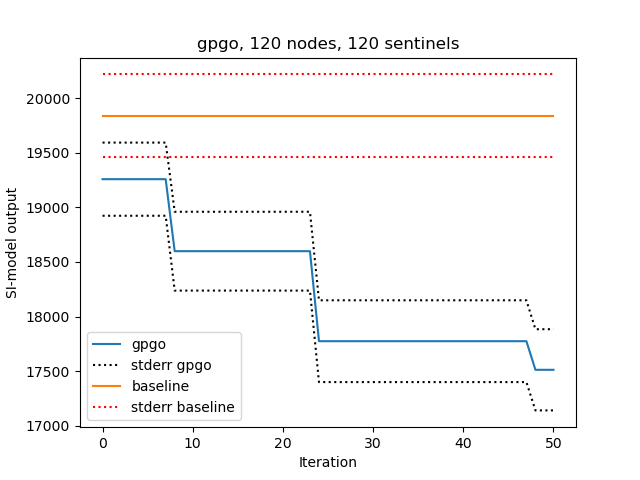 gpgo, 120 nodes, 120 sentinels
20000
19500
19000
18500
18000
17500
17000
SI-model output
gpgo
stderr gpgo
baseline
stderr baseline
0 10 20 30 40 50
Iteration